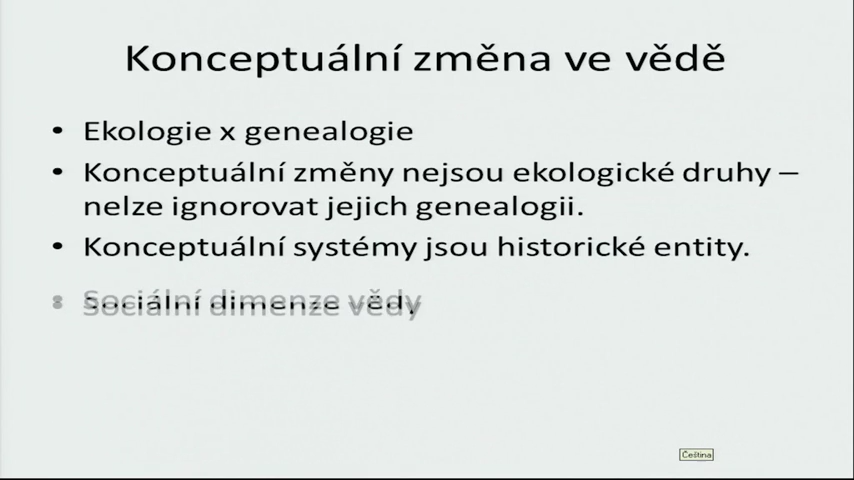 Konceptuální změna ve vědě
• Ekologie x genealogie
• Konceptuální změny nejsou ekologické druhy –
nelze ignorovat jejich genealogii.
• Konceptuální systémy jsou historické entity.
• Sociální dimenze vědy
Čeština